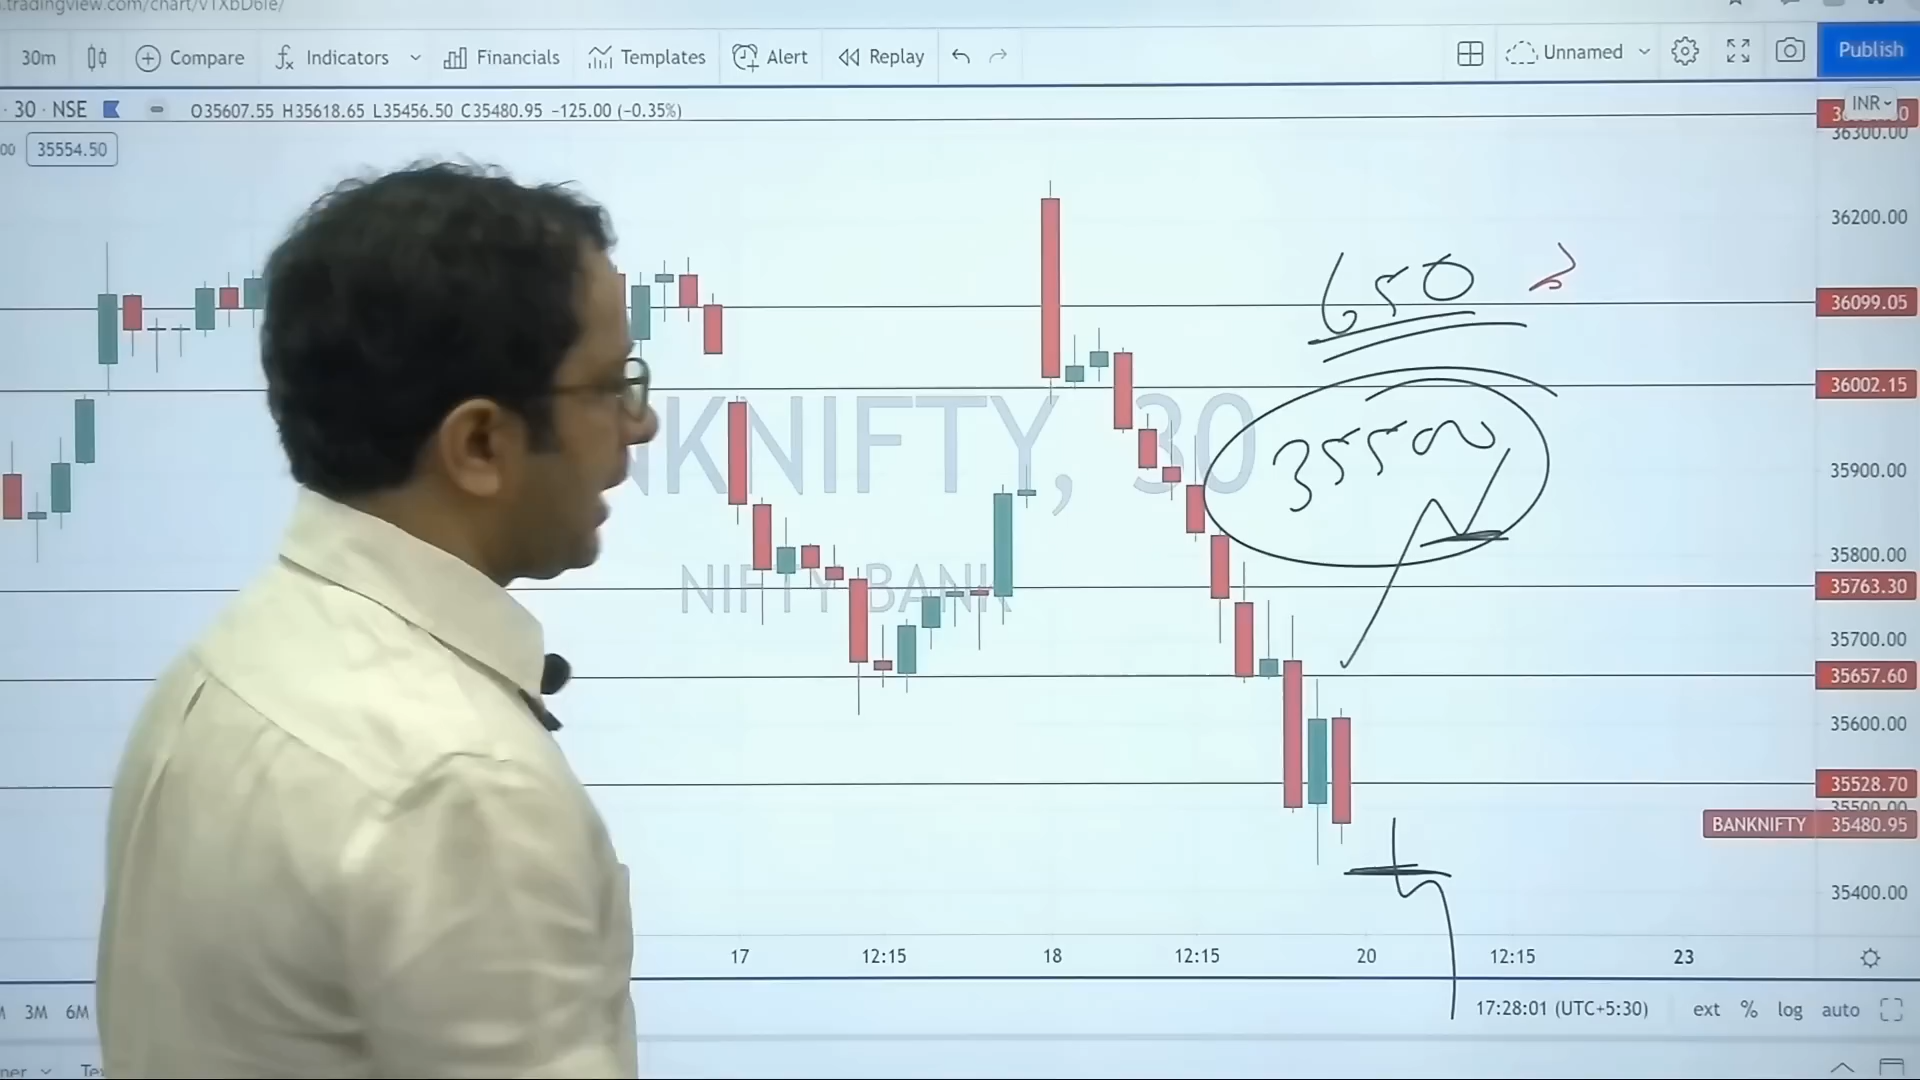 .tradingview.com/chart/v1XbD6ie/
30m Compare Indicators Financials Templates Alert Replay Unnamed Publish
· 30 · NSE O35607.55 H35618.65 L35456.50 C35480.95 −125.00 (−0.35%) INR
00 35554.50
36300.00
36200.00
650
36099.05
36002.15
KNIFTY, 30
35500
35900.00
35800.00
NIFTY BANK
35763.30
35700.00
35657.60
35600.00
35528.70
35500.00
BANKNIFTY 35480.95
35400.00
17 12:15 18 12:15 20 12:15 23
3M 6M 17:28:01 (UTC+5:30) ext % log auto